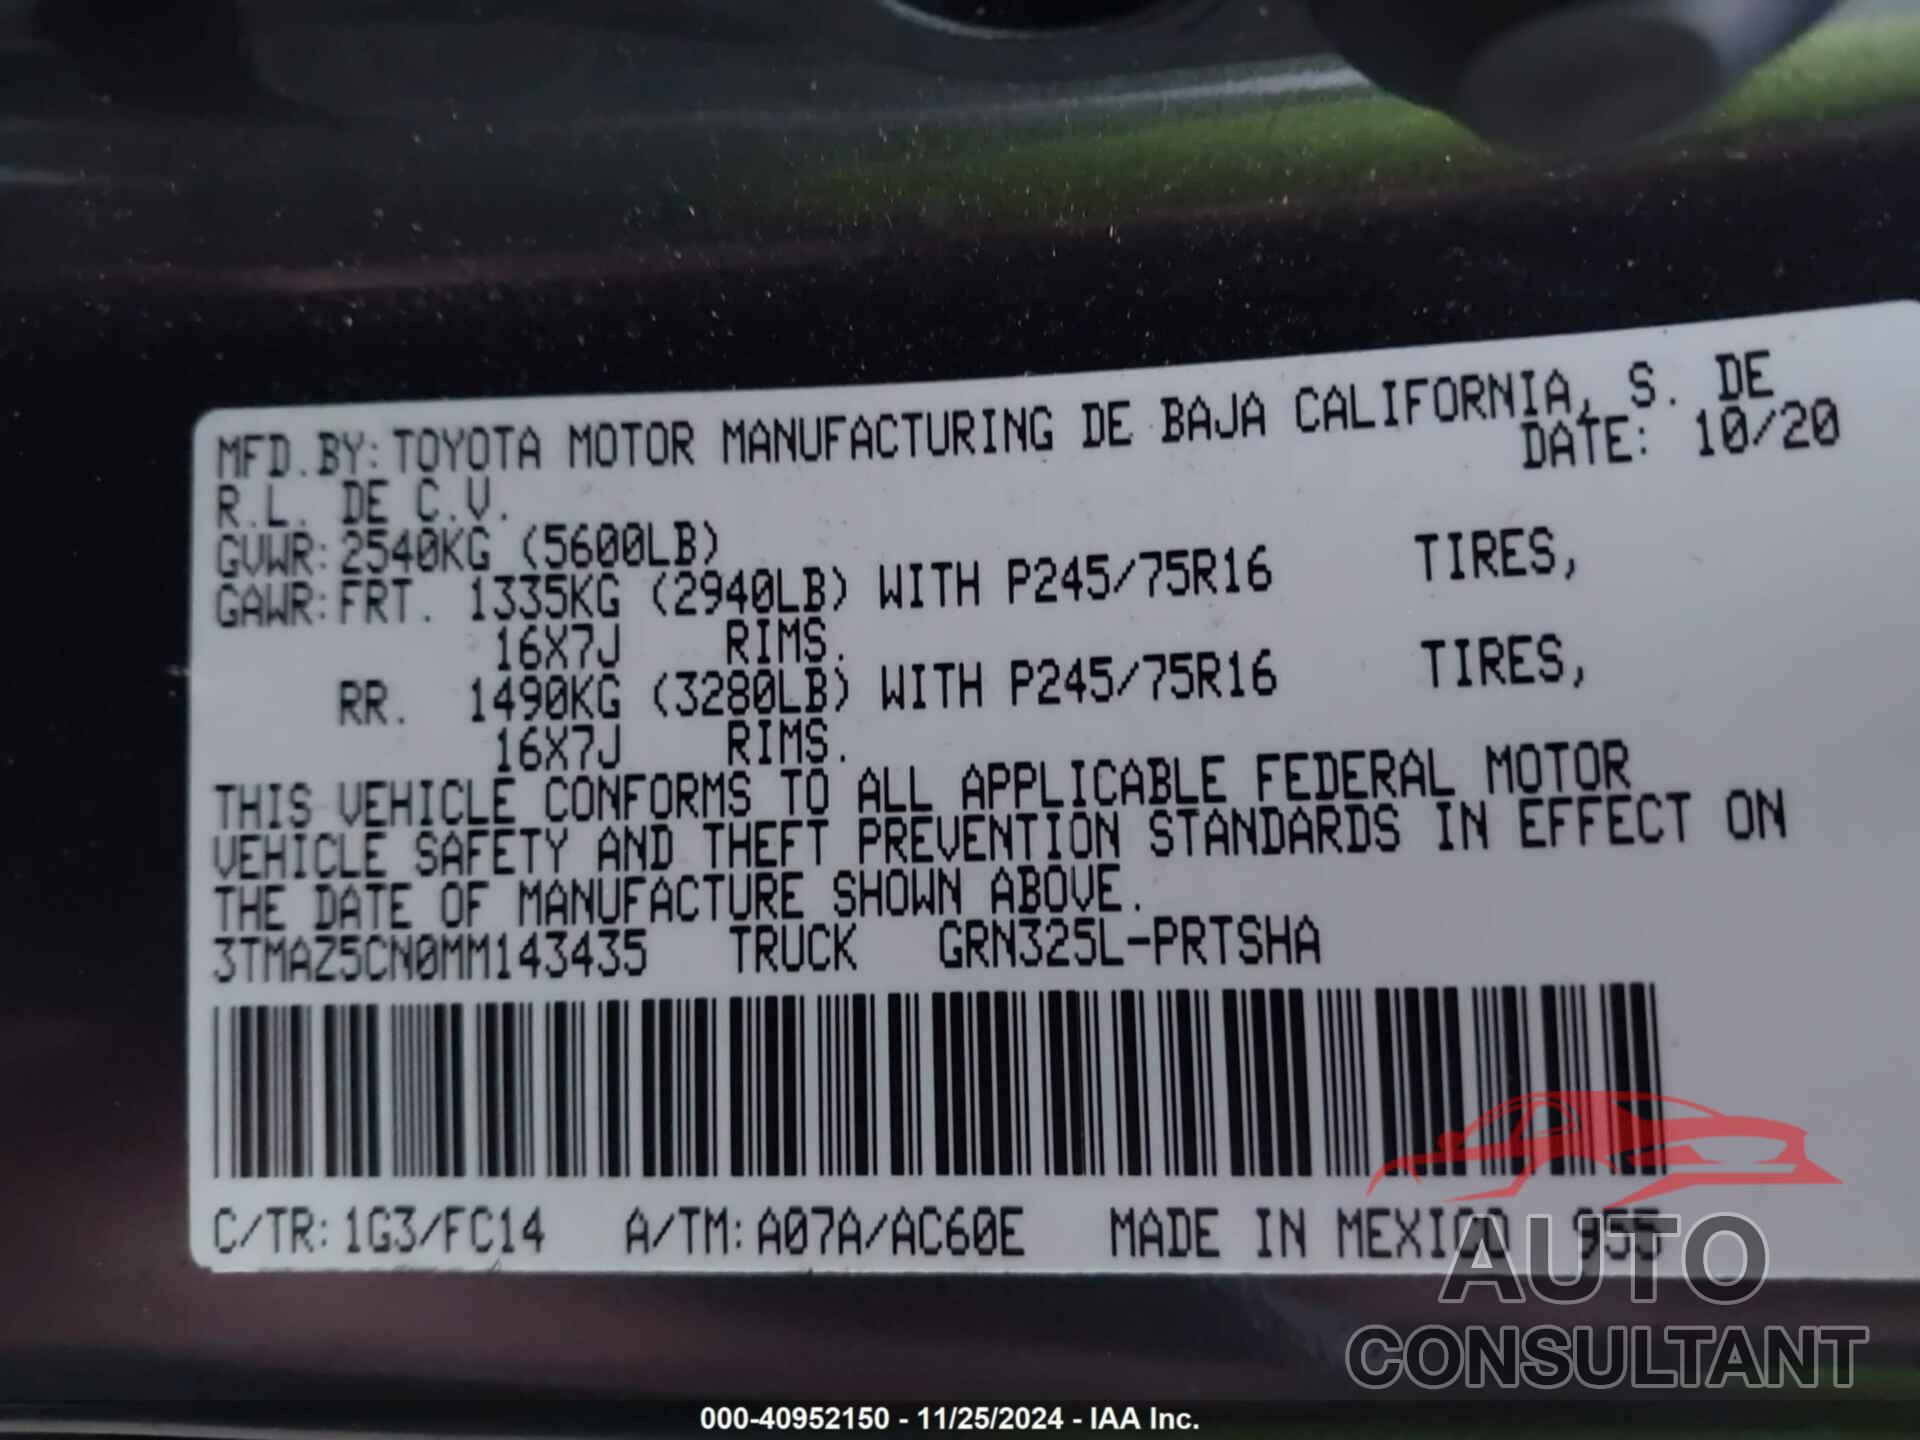 MFD.BY: TOYOTA MOTOR MANUFACTURING DE BAJA CALIFORNIA, S. DE
R.L. DE C.V. DATE: 10/20
GVWR: 2540KG (5600LB)
GAWR: FRT. 1335KG (2940LB) WITH P245/75R16 TIRES,
16X7J RIMS.
RR. 1490KG (3280LB) WITH P245/75R16 TIRES,
16X7J RIMS.
THIS VEHICLE CONFORMS TO ALL APPLICABLE FEDERAL MOTOR
VEHICLE SAFETY AND THEFT PREVENTION STANDARDS IN EFFECT ON
THE DATE OF MANUFACTURE SHOWN ABOVE.
3TMAZ5CN0MM143435 TRUCK GRN325L-PRTSHA
C/TR: 1G3/FC14 A/TM: A07A/AC60E MADE IN MEXICO 955
AUTO
CONSULTANT
000-40952150 - 11/25/2024 - IAA Inc.